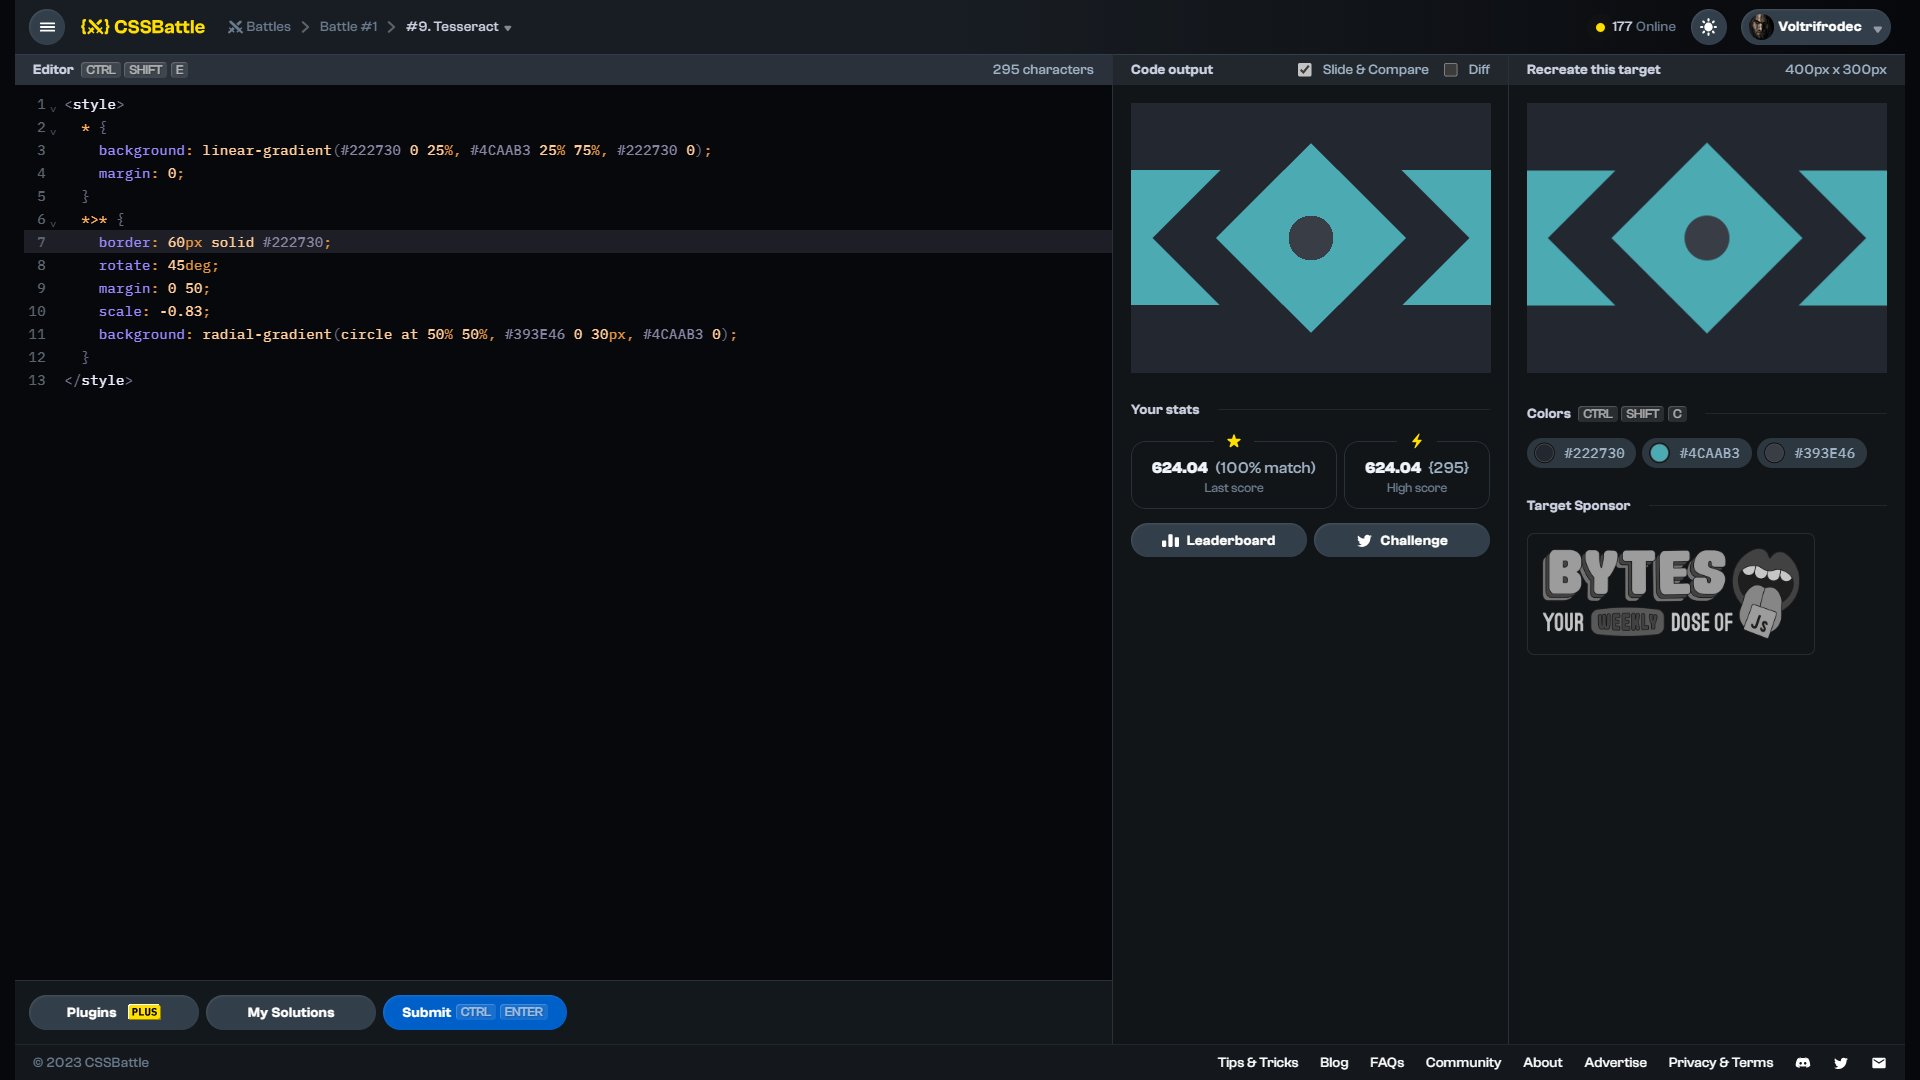 {X} CSSBattle
Battles
Battle #1
#9. Tesseract
177 Online
Voltrifrodec
Editor CTRL SHIFT E
295 characters
Code output
Slide & Compare
Diff
Recreate this target
400px x 300px
1 <style>
2 * {
3 background: linear-gradient(#222730 0 25%, #4CAAB3 25% 75%, #222730 0);
4 margin: 0;
5 }
6 *>* {
7 border: 60px solid #222730;
8 rotate: 45deg;
9 margin: 0 50;
10 scale: -0.83;
11 background: radial-gradient(circle at 50% 50%, #393E46 0 30px, #4CAAB3 0);
12 }
13 </style>
Your stats
624.04 (100% match)
Last score
624.04 {295}
High score
Leaderboard
Challenge
Colors CTRL SHIFT C
#222730
#4CAAB3
#393E46
Target Sponsor
BYTES
YOUR WEEKLY DOSE OF JS
Plugins PLUS
My Solutions
Submit CTRL ENTER
© 2023 CSSBattle
Tips & Tricks
Blog
FAQs
Community
About
Advertise
Privacy & Terms